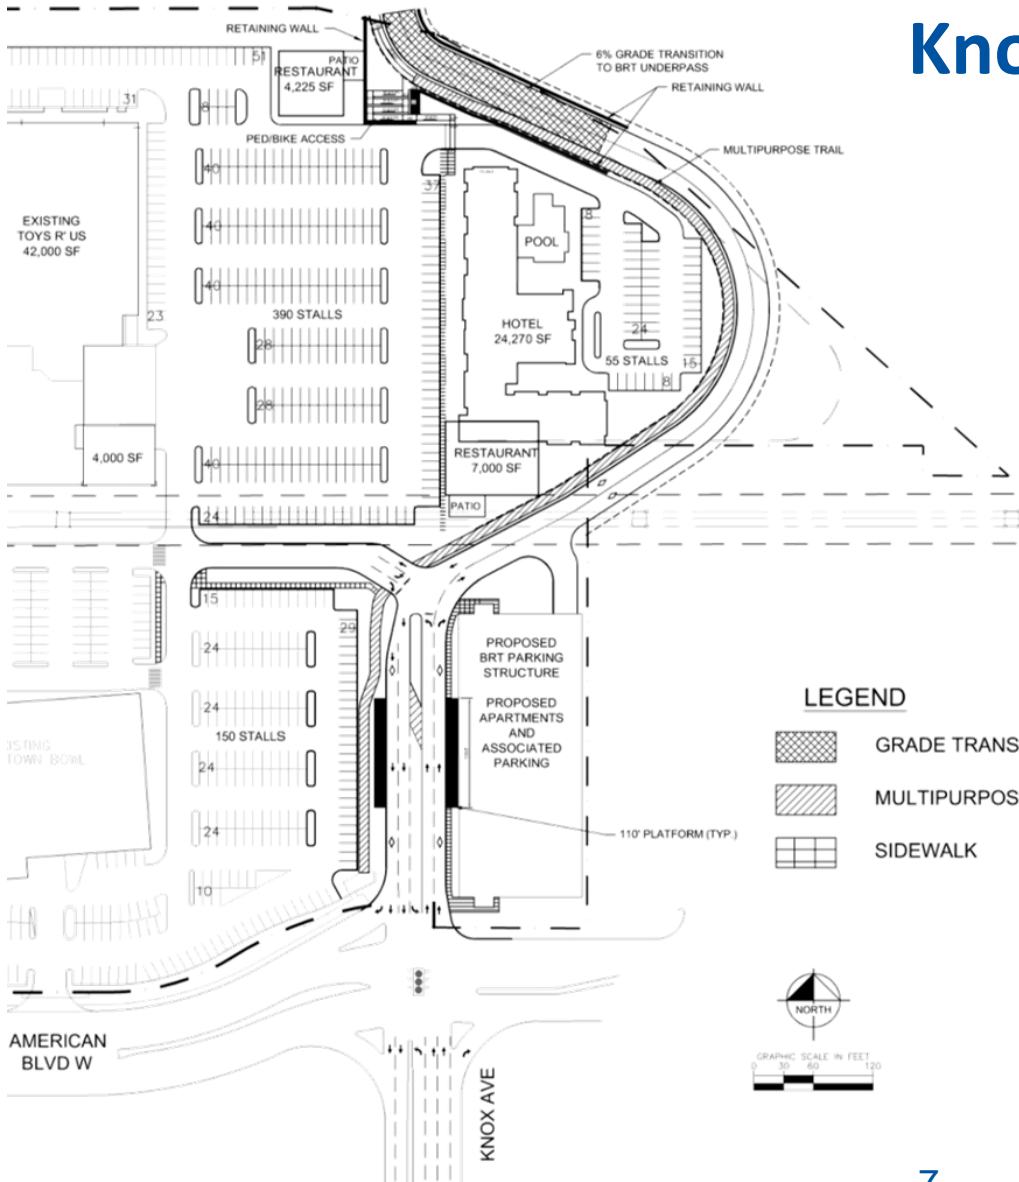 Kno
RETAINING WALL
6% GRADE TRANSITION
TO BRT UNDERPASS
RETAINING WALL
51
PATIO
RESTAURANT
4,225 SF
31
8
PED/BIKE ACCESS
MULTIPURPOSE TRAIL
40
37
EXISTING
TOYS R' US
42,000 SF
40
8
POOL
40
23
390 STALLS
HOTEL
24,270 SF
24
28
55 STALLS
15
28
8
4,000 SF
40
RESTAURANT
7,000 SF
PATIO
24
15
29
24
PROPOSED
BRT PARKING
STRUCTURE
PROPOSED
APARTMENTS
AND
ASSOCIATED
PARKING
24
150 STALLS
TOWN BOWL
24
24
110' PLATFORM (TYP.)
10
LEGEND
GRADE TRANS
MULTIPURPOS
SIDEWALK
NORTH
AMERICAN
BLVD W
KNOX AVE
GRAPHIC SCALE IN FEET
0 30 60 120
7